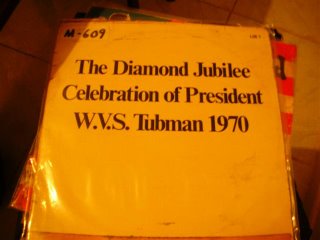 M-609
The Diamond Jubilee
Celebration of President
W.V.S. Tubman 1970